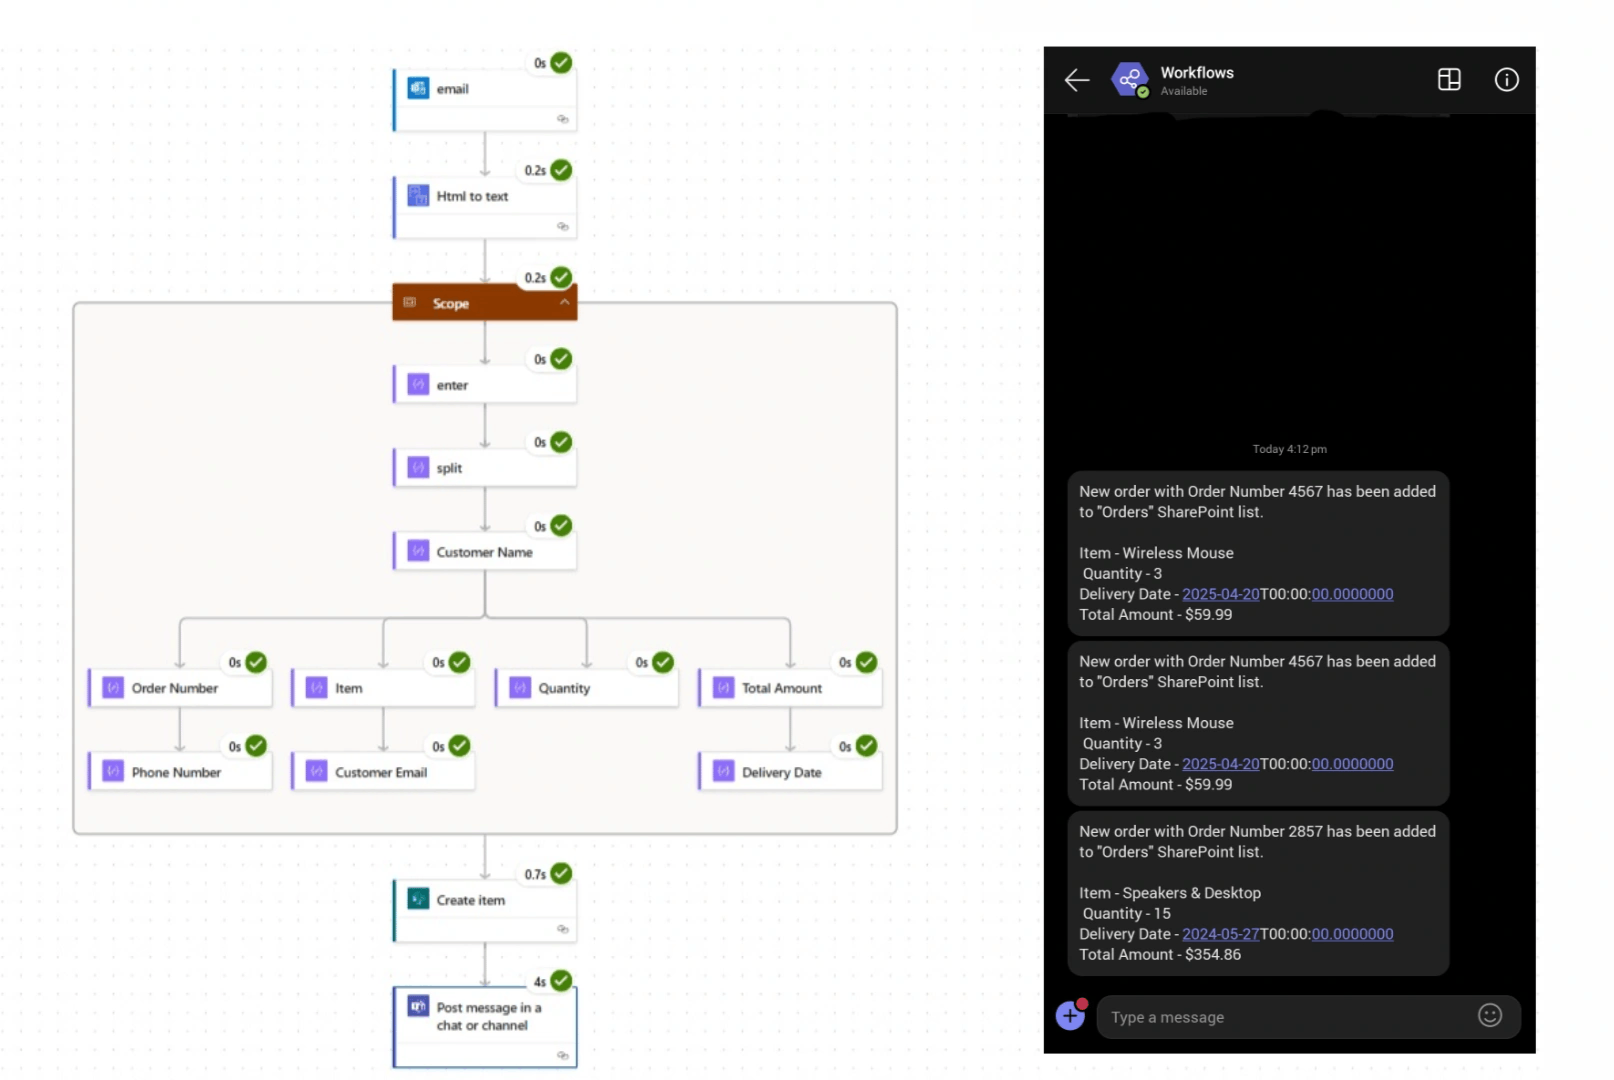 0s
email
0.2s
Html to text
0.2s
Scope
0s
enter
0s
split
0s
Customer Name
0s 0s 0s 0s
Order Number Item Quantity Total Amount
0s 0s 0s
Phone Number Customer Email Delivery Date
0.7s
Create item
4s
Post message in a
chat or channel
Workflows
Available
Today 4:12 pm
New order with Order Number 4567 has been added
to "Orders" SharePoint list.
Item - Wireless Mouse
Quantity - 3
Delivery Date - 2025-04-20T00:00:00.0000000
Total Amount - $59.99
New order with Order Number 4567 has been added
to "Orders" SharePoint list.
Item - Wireless Mouse
Quantity - 3
Delivery Date - 2025-04-20T00:00:00.0000000
Total Amount - $59.99
New order with Order Number 2857 has been added
to "Orders" SharePoint list.
Item - Speakers & Desktop
Quantity - 15
Delivery Date - 2024-05-27T00:00:00.0000000
Total Amount - $354.86
Type a message